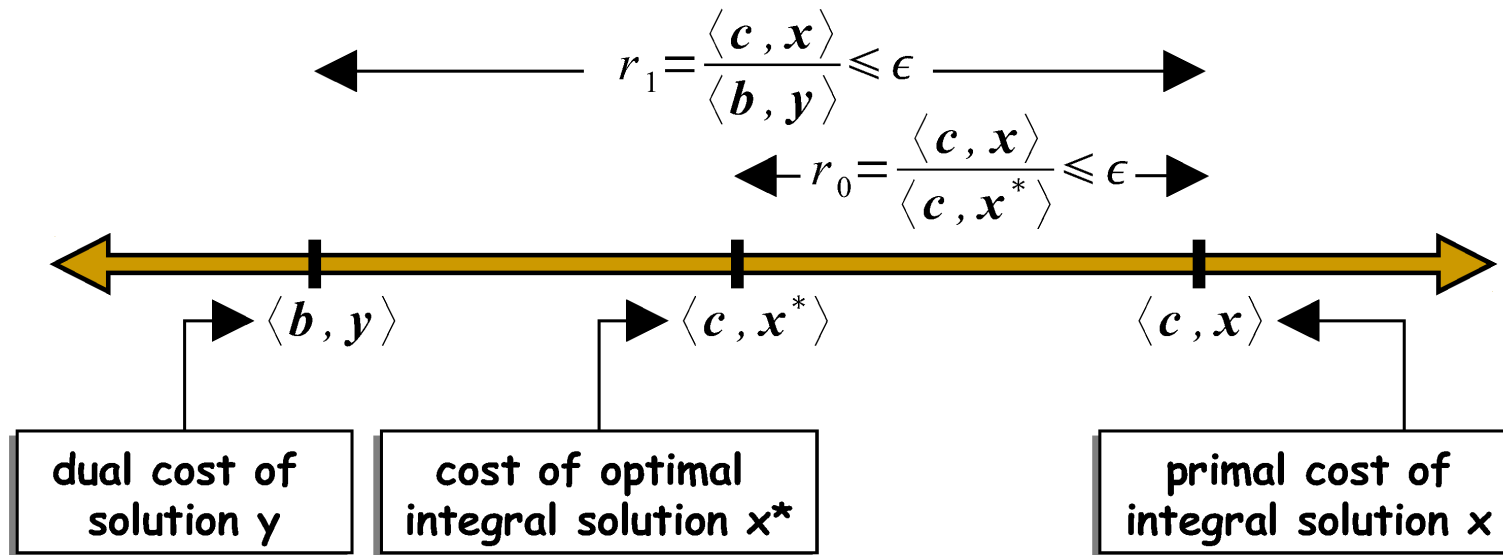 r₁=⟨c, x⟩/⟨b, y⟩⩽ϵ
r₀=⟨c, x⟩/⟨c, x*⟩⩽ϵ
⟨b, y⟩ ⟨c, x*⟩ ⟨c, x⟩
dual cost of
solution y
cost of optimal
integral solution x*
primal cost of
integral solution x